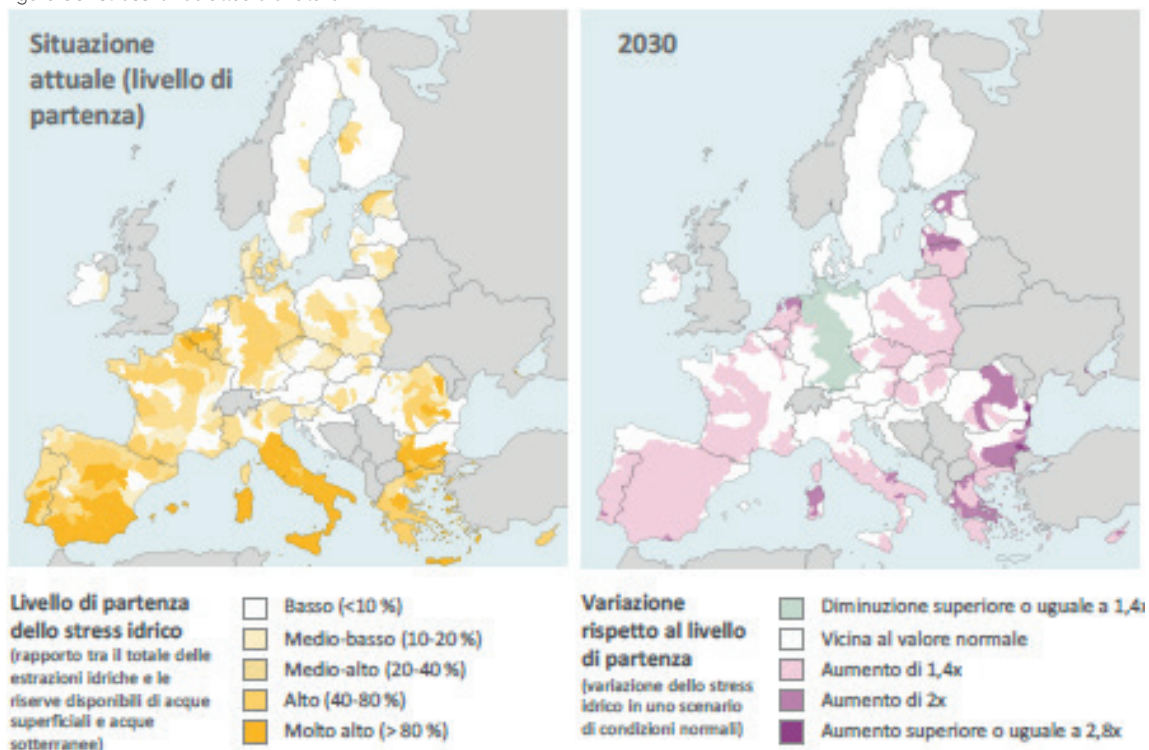 Situazione
attuale (livello di
partenza)
2030
Livello di partenza
dello stress idrico
(rapporto tra il totale delle
estrazioni idriche e le
riserve disponibili di acque
superficiali e acque
sotterranee)
Basso (<10 %)
Medio-basso (10-20 %)
Medio-alto (20-40 %)
Alto (40-80 %)
Molto alto (> 80 %)
Variazione
rispetto al livello
di partenza
(variazione dello stress
idrico in uno scenario
di condizioni normali)
Diminuzione superiore o uguale a 1,4x
Vicina al valore normale
Aumento di 1,4x
Aumento di 2x
Aumento superiore o uguale a 2,8x